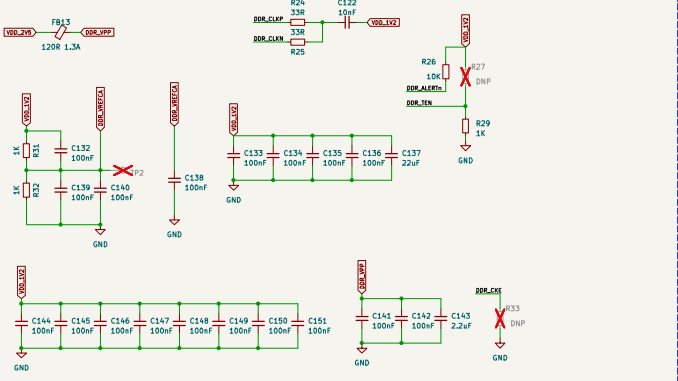 FB13
VDD_2V5
DDR_VPP
120R 1.3A
R24
33R
DDR_CLKP
C122
10nF
VDD_1V2
DDR_CLKN
33R
R25
VDD_1V2
R26
10K
R27
DNP
DDR_ALERTn
DDR_TEN
R29
1K
GND
VDD_1V2
DDR_VREFCA
R31
1K
C132
100nF
TP2
R32
1K
C139
100nF
C140
100nF
GND
DDR_VREFCA
C138
100nF
GND
VDD_1V2
C133
100nF
C134
100nF
C135
100nF
C136
100nF
C137
22uF
GND
VDD_1V2
C144
100nF
C145
100nF
C146
100nF
C147
100nF
C148
100nF
C149
100nF
C150
100nF
C151
100nF
GND
DDR_VPP
C141
100nF
C142
100nF
C143
2.2uF
GND
DDR_CKE
R33
DNP
GND